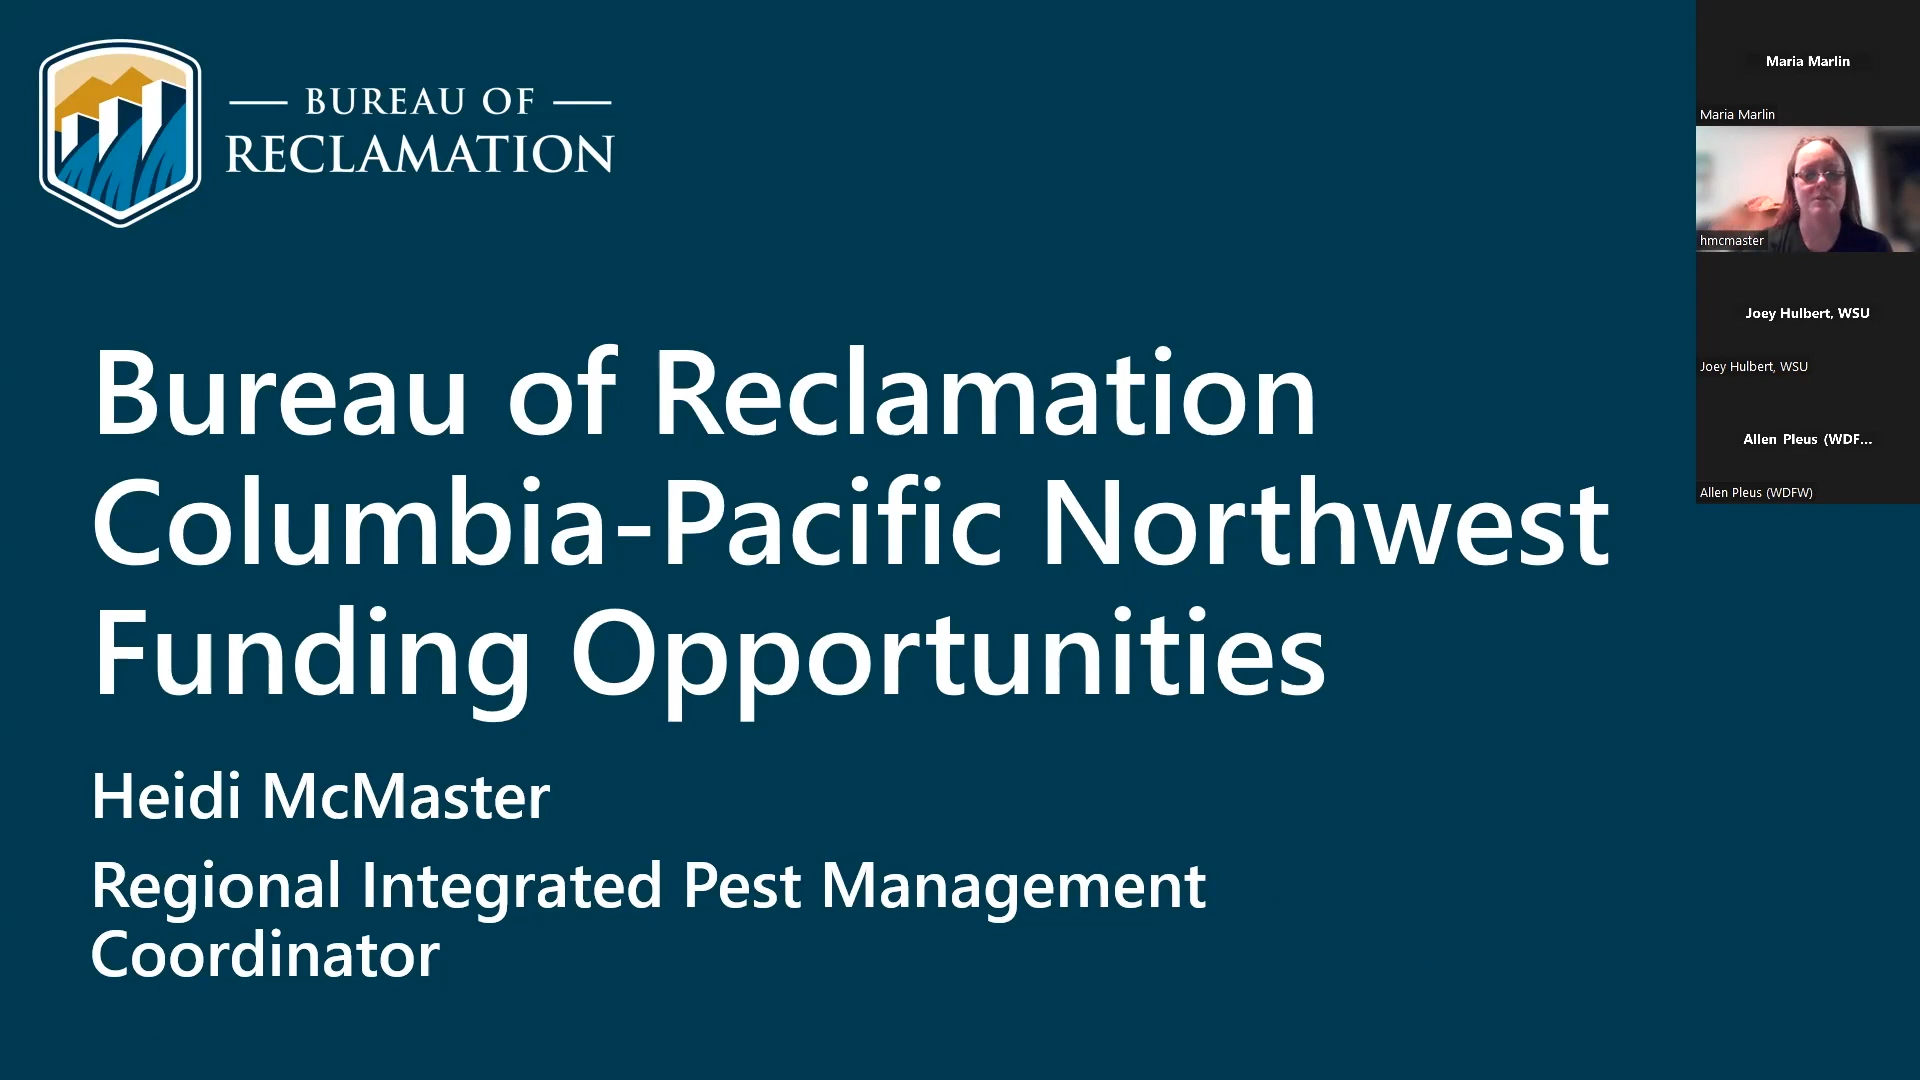 BUREAU OF
RECLAMATION
Bureau of Reclamation
Columbia-Pacific Northwest
Funding Opportunities
Heidi McMaster
Regional Integrated Pest Management
Coordinator
Maria Marlin
Maria Marlin
hmcmaster
Joey Hulbert, WSU
Joey Hulbert, WSU
Allen Pleus (WDF...
Allen Pleus (WDFW)